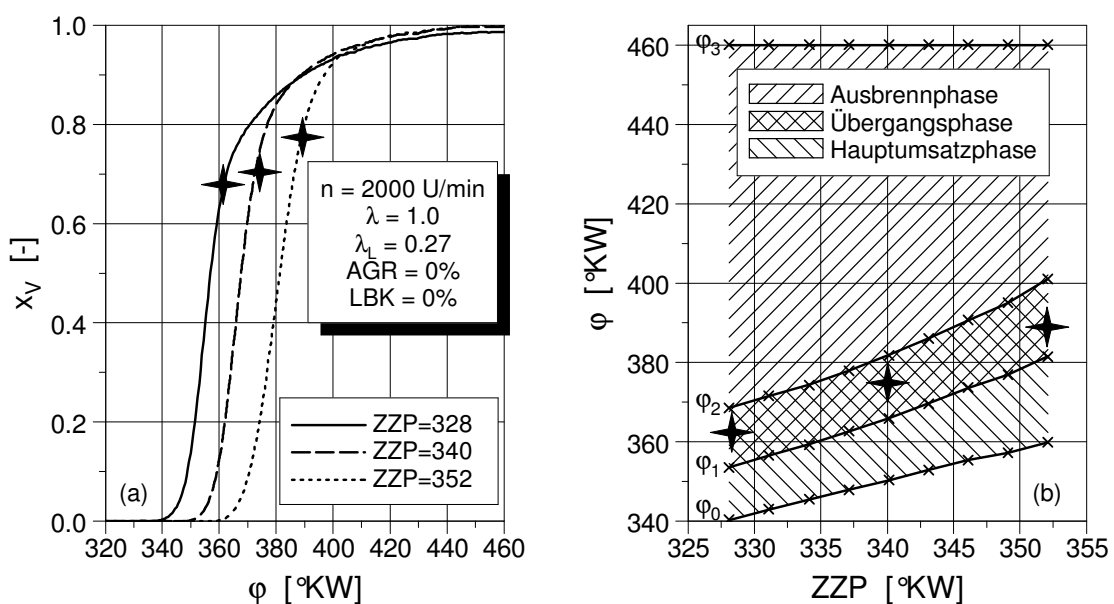 1.0
0.8
0.6
0.4
0.2
0.0
x_V [-]
n = 2000 U/min
λ = 1.0
λ_L = 0.27
AGR = 0%
LBK = 0%
ZZP=328
ZZP=340
ZZP=352
(a)
320 340 360 380 400 420 440 460
φ [°KW]
460
440
420
400
380
360
340
φ [°KW]
φ_3
Ausbrennphase
Übergangsphase
Hauptumsatzphase
φ_2
φ_1
φ_0
(b)
325 330 335 340 345 350 355
ZZP [°KW]